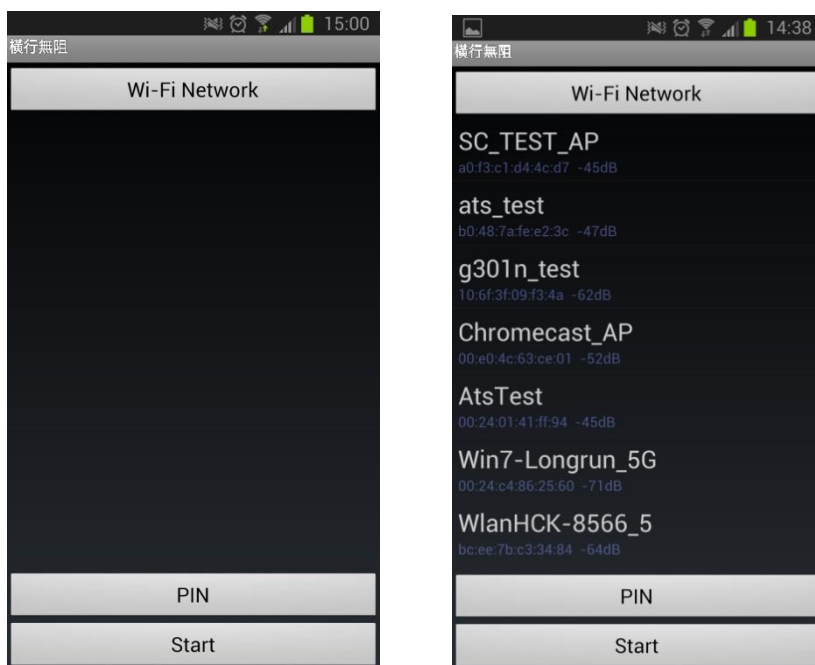 15:00
橫行無阻
Wi-Fi Network
PIN
Start
14:38
橫行無阻
Wi-Fi Network
SC_TEST_AP
a0:f3:c1:d4:4c:d7 -45dB
ats_test
b0:48:7a:fe:e2:3c -47dB
g301n_test
10:6f:3f:09:f3:4a -62dB
Chromecast_AP
00:e0:4c:63:ce:01 -52dB
AtsTest
00:24:01:41:ff:94 -45dB
Win7-Longrun_5G
00:24:c4:86:25:60 -71dB
WlanHCK-8566_5
bc:ee:7b:c3:34:84 -64dB
PIN
Start